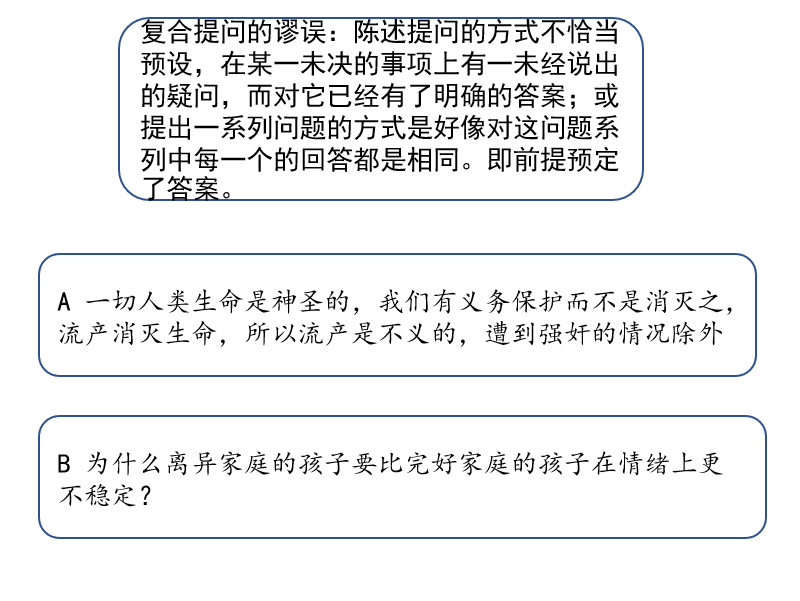 复合提问的谬误：陈述提问的方式不恰当
预设，在某一未决的事项上有一未经说出
的疑问，而对它已经有了明确的答案；或
提出一系列问题的方式是好像对这问题系
列中每一个的回答都是相同。即前提预定
了答案。
A 一切人类生命是神圣的，我们有义务保护而不是消灭之，
流产消灭生命，所以流产是不义的，遭到强奸的情况除外
B 为什么离异家庭的孩子要比完好家庭的孩子在情绪上更
不稳定？